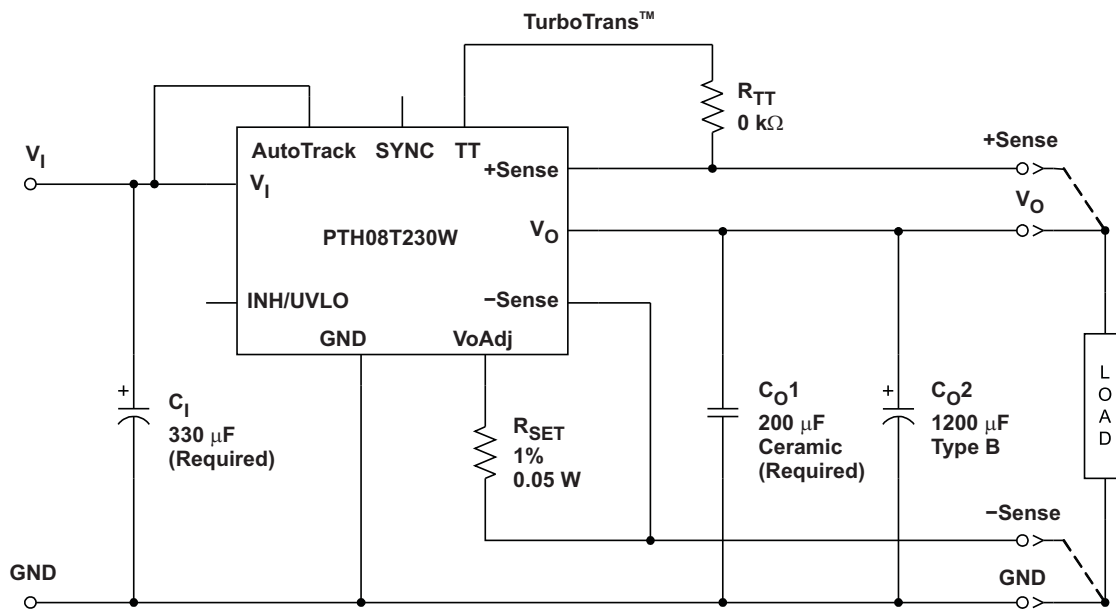 TurboTrans™
R_TT
0 kΩ
AutoTrack SYNC TT
+Sense
+Sense
V_I
V_I
V_O
V_O
PTH08T230W
INH/UVLO
−Sense
GND VoAdj
LOAD
+
C_I
330 μF
(Required)
R_SET
1%
0.05 W
C_O1
200 μF
Ceramic
(Required)
+
C_O2
1200 μF
Type B
−Sense
GND
GND